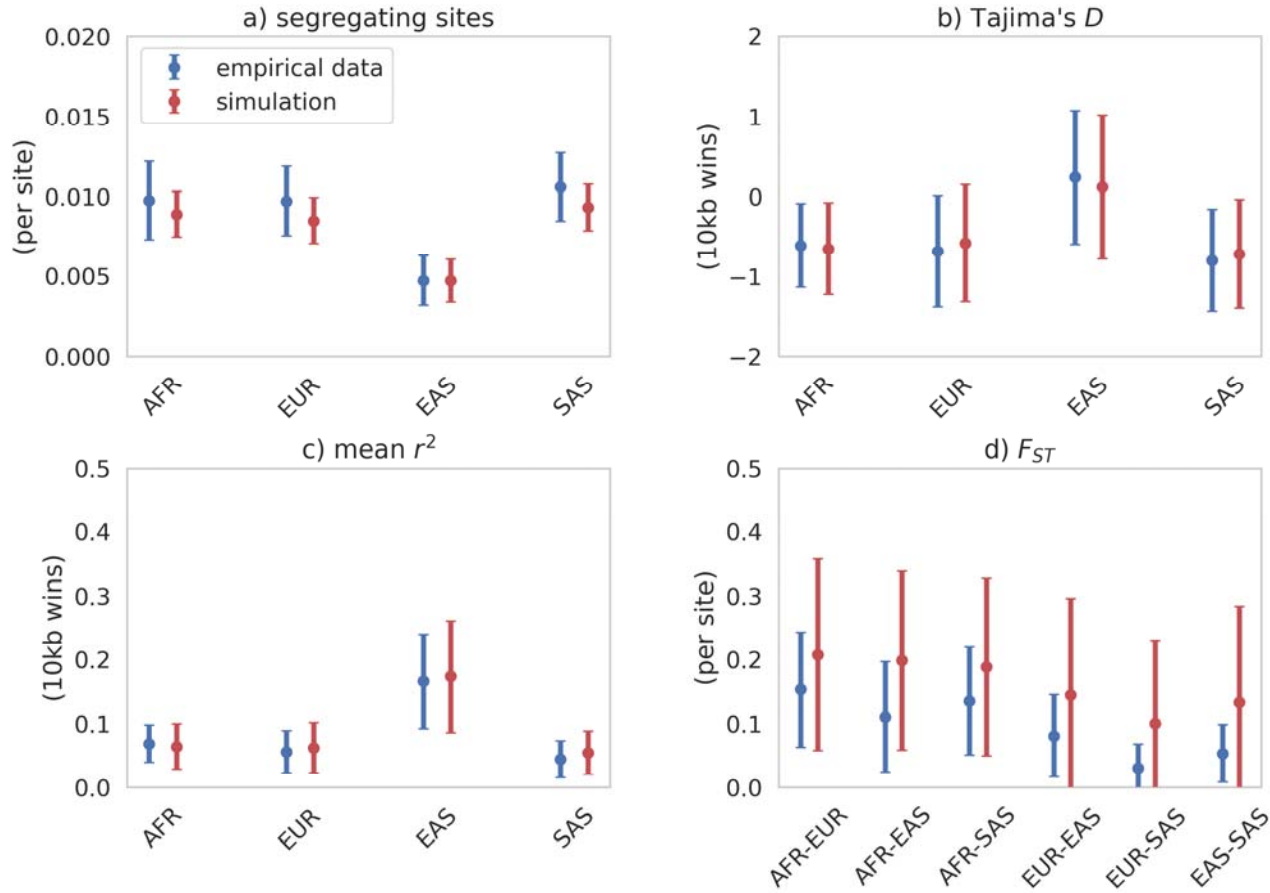 a) segregating sites
(per site)
0.020
0.015
0.010
0.005
0.000
empirical data
simulation
AFR
EUR
EAS
SAS
b) Tajima's D
(10kb wins)
2
1
0
−1
−2
AFR
EUR
EAS
SAS
c) mean r²
(10kb wins)
0.5
0.4
0.3
0.2
0.1
0.0
AFR
EUR
EAS
SAS
d) F_{ST}
(per site)
0.5
0.4
0.3
0.2
0.1
0.0
AFR-EUR
AFR-EAS
AFR-SAS
EUR-EAS
EUR-SAS
EAS-SAS